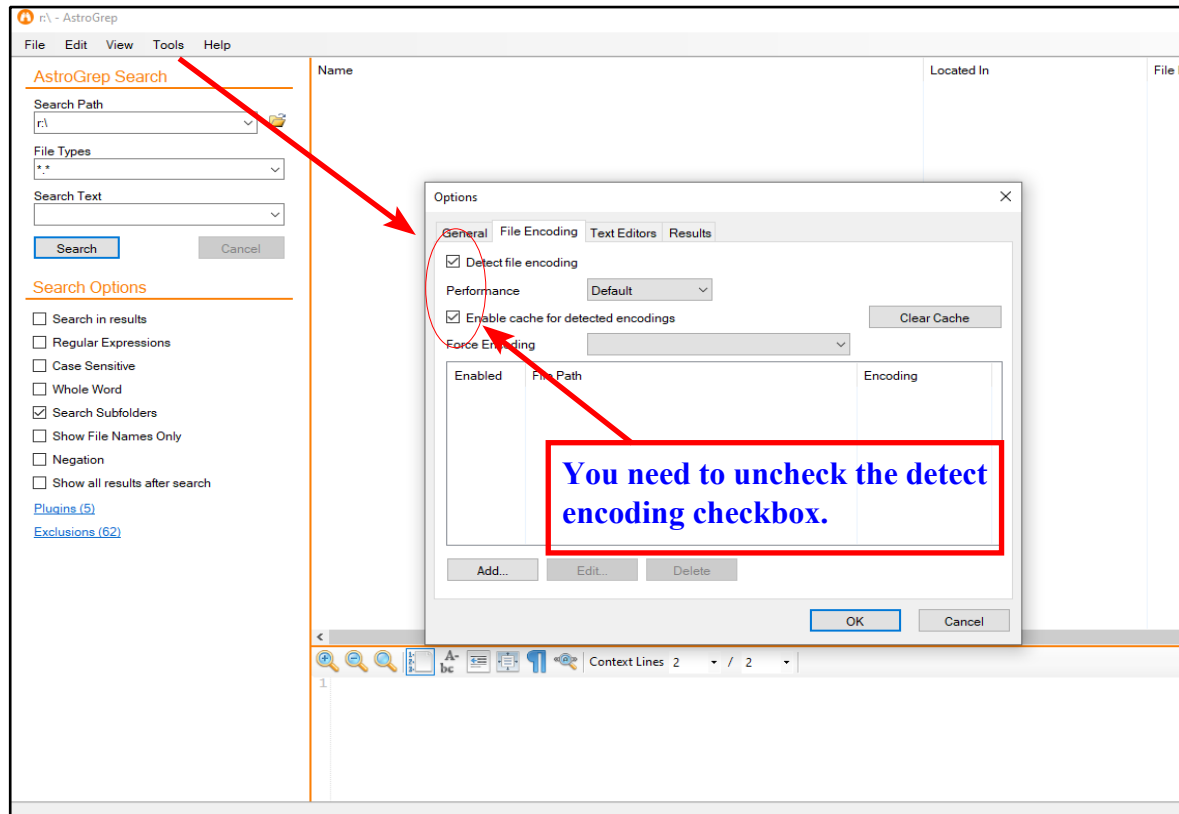 r:\ - AstroGrep
File Edit View Tools Help
AstroGrep Search
Search Path
r:\
File Types
*.*
Search Text
Search Cancel
Search Options
Search in results
Regular Expressions
Case Sensitive
Whole Word
Search Subfolders
Show File Names Only
Negation
Show all results after search
Plugins (5)
Exclusions (62)
Name Located In File
Options
General File Encoding Text Editors Results
Detect file encoding
Performance Default
Enable cache for detected encodings Clear Cache
Force Encoding
Enabled File Path Encoding
You need to uncheck the detect
encoding checkbox.
Add... Edit... Delete
OK Cancel
A-
bc
Context Lines 2 / 2
1